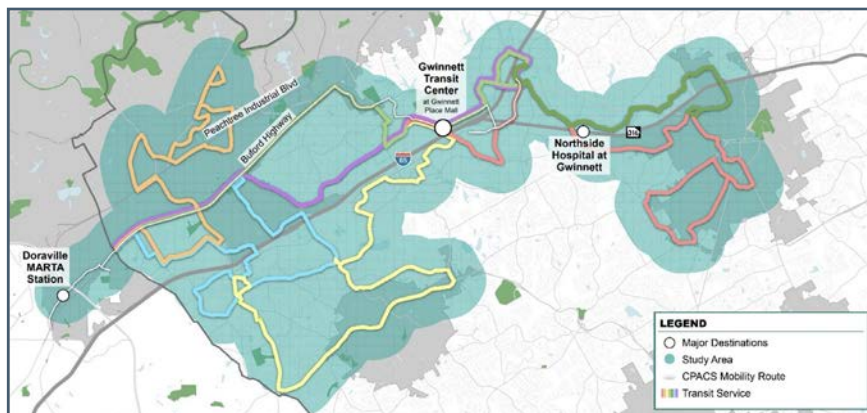 Peachtree Industrial Blvd
Buford Highway
Gwinnett
Transit
Center
at Gwinnett
Place Mall
85
316
Northside
Hospital at
Gwinnett
Doraville
MARTA
Station
LEGEND
Major Destinations
Study Area
CPACS Mobility Route
Transit Service